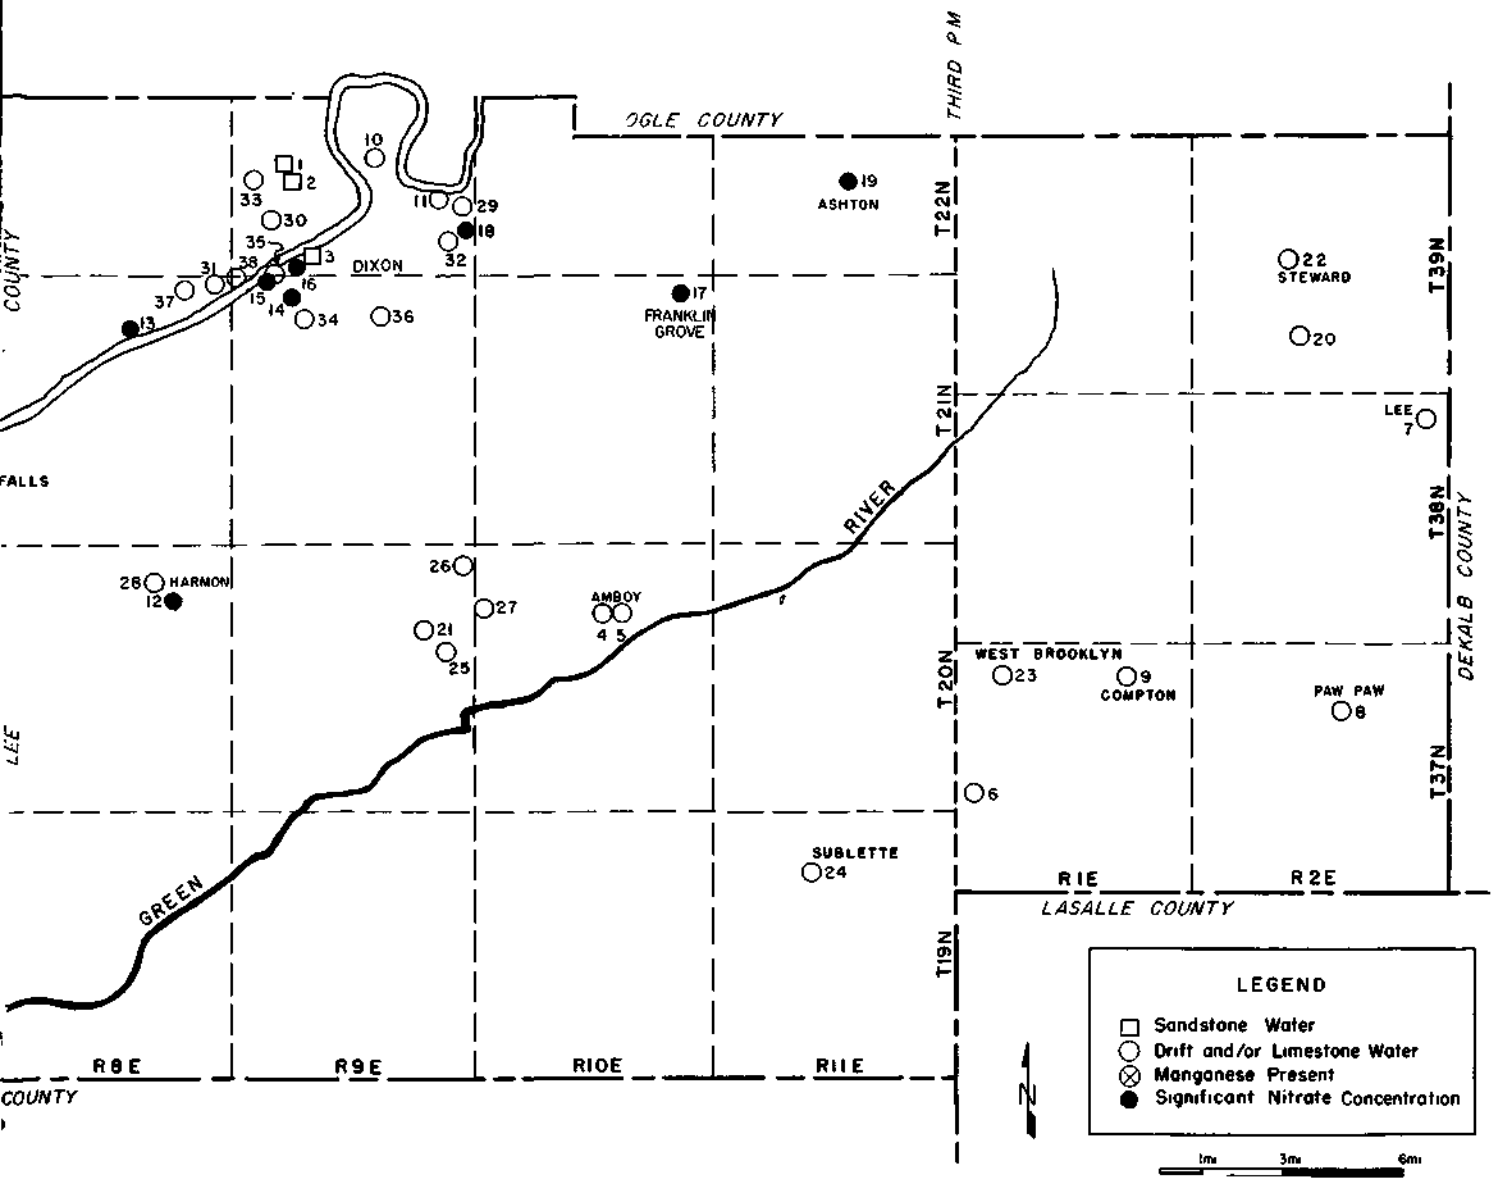 THIRD PM
OGLE COUNTY
10
1
2
33
11
29
30
18
35
3
32
DIXON
31
38
16
37
15
14
13
34
36
19
ASHTON
17
FRANKLIN
GROVE
T22N
22
STEWARD
20
T39N
COUNTY
T21N
LEE
7
FALLS
RIVER
T38N
DEKALB COUNTY
28
HARMON
12
26
27
21
25
AMBOY
4 5
WEST BROOKLYN
23
9
COMPTON
PAW PAW
8
T20N
T37N
LEE
6
SUBLETTE
24
GREEN
R1E
R2E
LASALLE COUNTY
T19N
R8E
R9E
R10E
R11E
COUNTY
N
LEGEND
Sandstone Water
Drift and/or Limestone Water
Manganese Present
Significant Nitrate Concentration
1mi 3mi 6mi